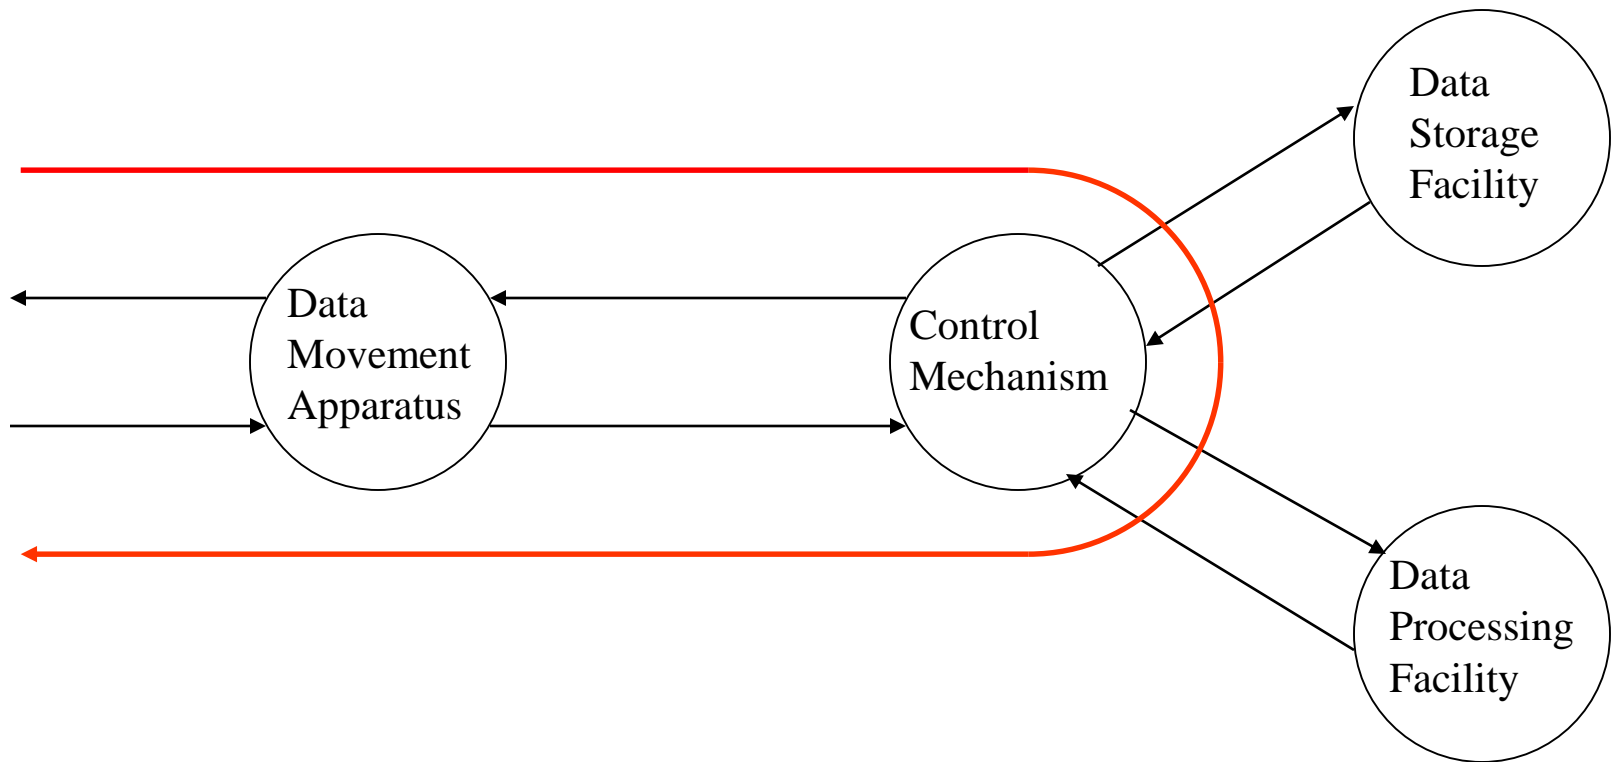 Data
Movement
Apparatus
Control
Mechanism
Data
Storage
Facility
Data
Processing
Facility